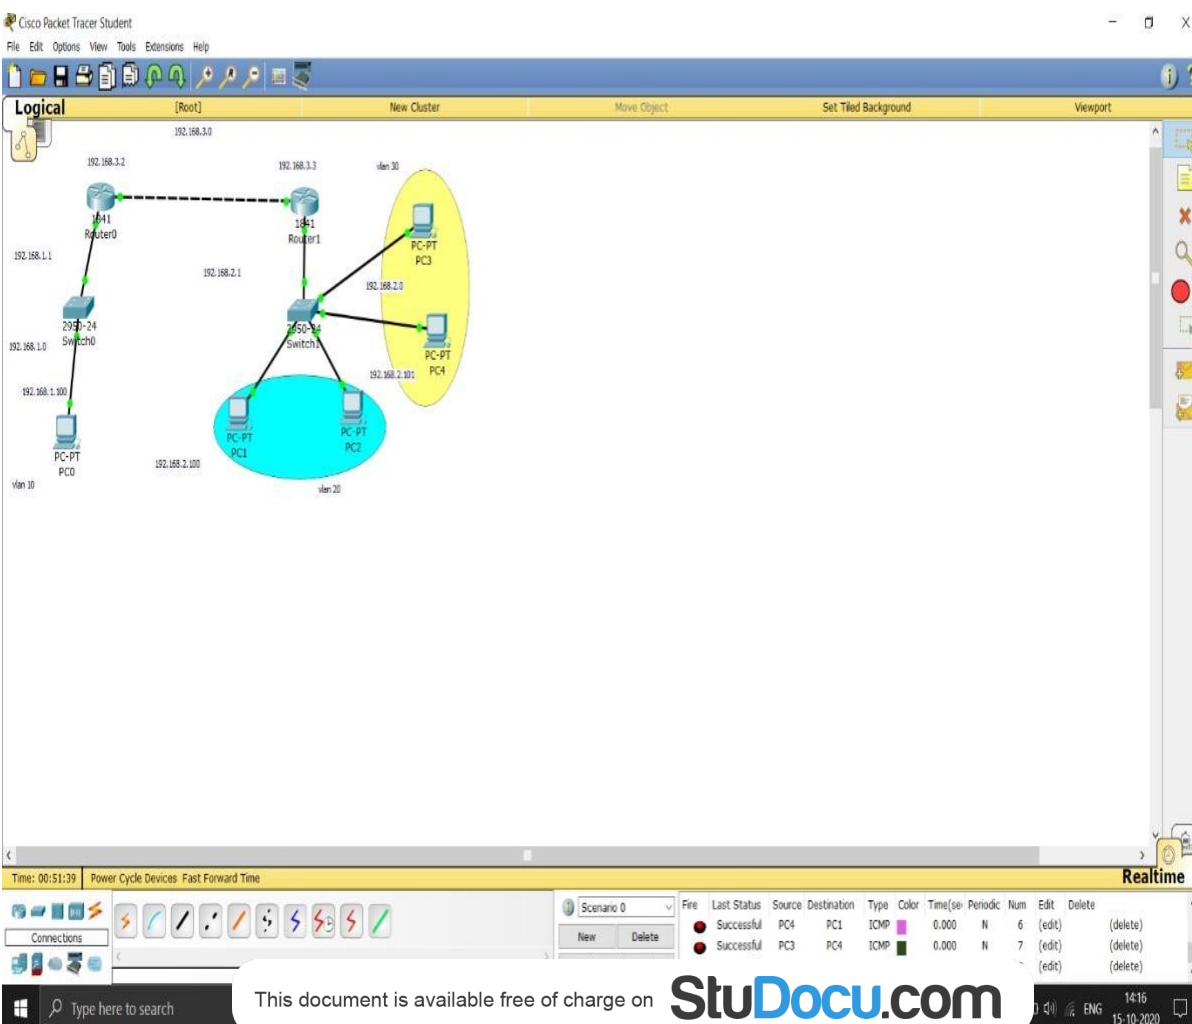 Cisco Packet Tracer Student
File Edit Options View Tools Extensions Help
Logical [Root] New Cluster Move Object Set Tiled Background Viewport
192.168.3.0
192.168.3.2
192.168.3.3
vlan 30
1841
Router0
1841
Router1
PC-PT
PC3
192.168.1.1
192.168.2.1
192.168.2.0
2950-24
Switch0
2950-24
Switch1
192.168.1.0
PC-PT
PC4
192.168.2.101
192.168.1.100
PC-PT
PC1
PC-PT
PC2
PC-PT
PC0
192.168.2.100
vlan 10
vlan 20
Time: 00:51:39 Power Cycle Devices Fast Forward Time
Realtime
Connections
Scenario 0
New Delete
Fire Last Status Source Destination Type Color Time(se Periodic Num Edit Delete
Successful PC4 PC1 ICMP 0.000 N 6 (edit) (delete)
Successful PC3 PC4 ICMP 0.000 N 7 (edit) (delete)
(edit) (delete)
Type here to search
This document is available free of charge on StuDocu.com
ENG
14:16
15-10-2020